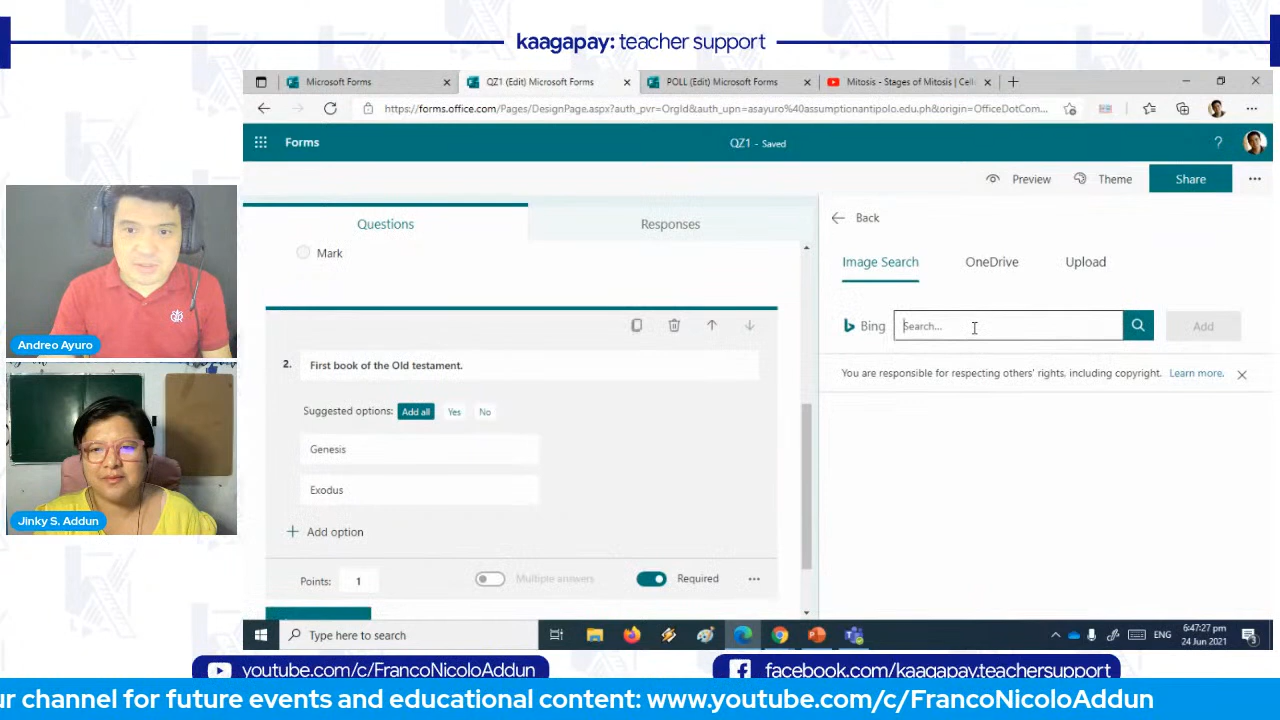 kaagapay: teacher support
Microsoft Forms
QZ1 (Edit) Microsoft Forms
POLL (Edit) Microsoft Forms
Mitosis - Stages of Mitosis | Cell
https://forms.office.com/Pages/DesignPage.aspx?auth_pvr=OrgId&auth_upn=asayuro%40assumptionantipolo.edu.ph&origin=OfficeDotCom...
Forms
QZ1 - Saved
?
Preview
Theme
Share
Questions
Responses
Back
Mark
Image Search
OneDrive
Upload
Bing
Search...
Add
You are responsible for respecting others' rights, including copyright. Learn more.
2.
First book of the Old testament.
Suggested options: Add all Yes No
Genesis
Exodus
Add option
Points: 1
Multiple answers
Required
Andreo Ayuro
Jinky S. Addun
Type here to search
ENG
6:47:27 pm
24 Jun 2021
3
youtube.com/c/FrancoNicoloAddun
facebook.com/kaagapay.teachersupport
ur channel for future events and educational content: www.youtube.com/c/FrancoNicoloAddun